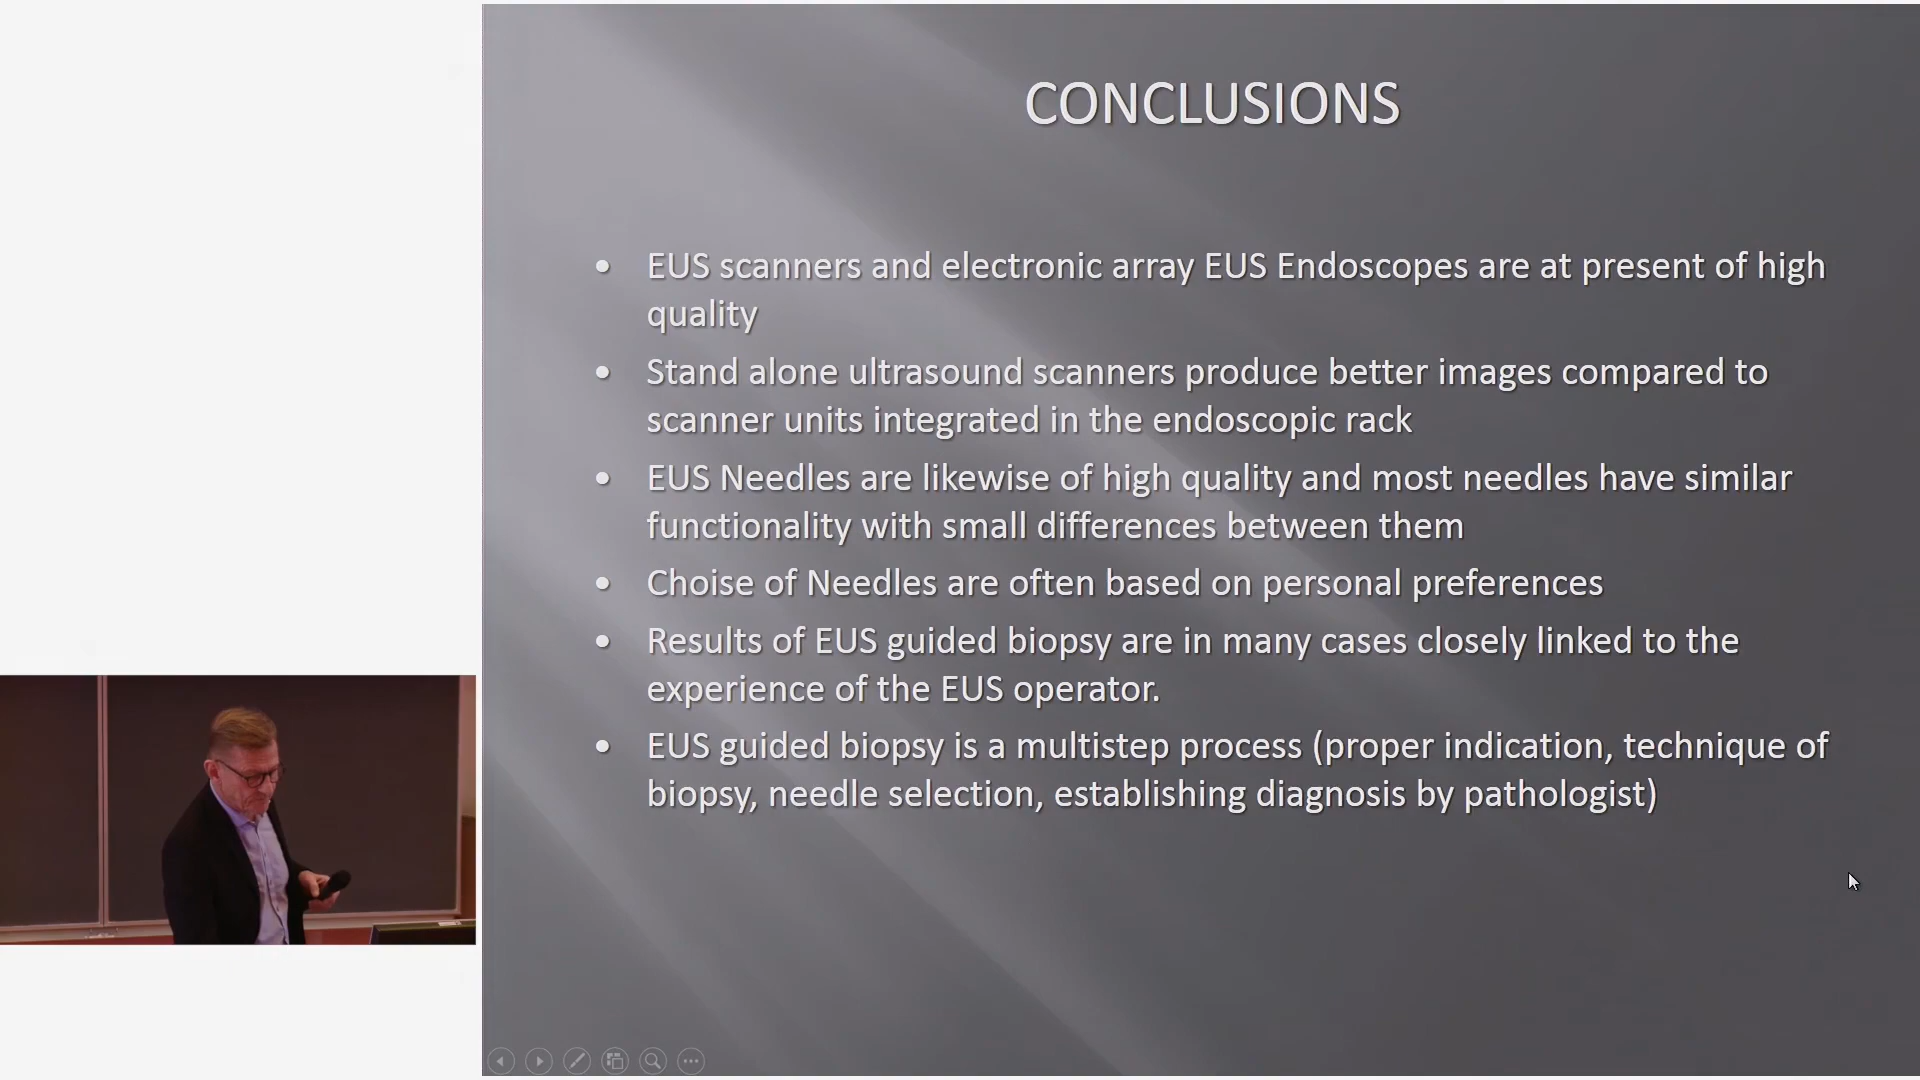 CONCLUSIONS
• EUS scanners and electronic array EUS Endoscopes are at present of high
quality
• Stand alone ultrasound scanners produce better images compared to
scanner units integrated in the endoscopic rack
• EUS Needles are likewise of high quality and most needles have similar
functionality with small differences between them
• Choise of Needles are often based on personal preferences
• Results of EUS guided biopsy are in many cases closely linked to the
experience of the EUS operator.
• EUS guided biopsy is a multistep process (proper indication, technique of
biopsy, needle selection, establishing diagnosis by pathologist)